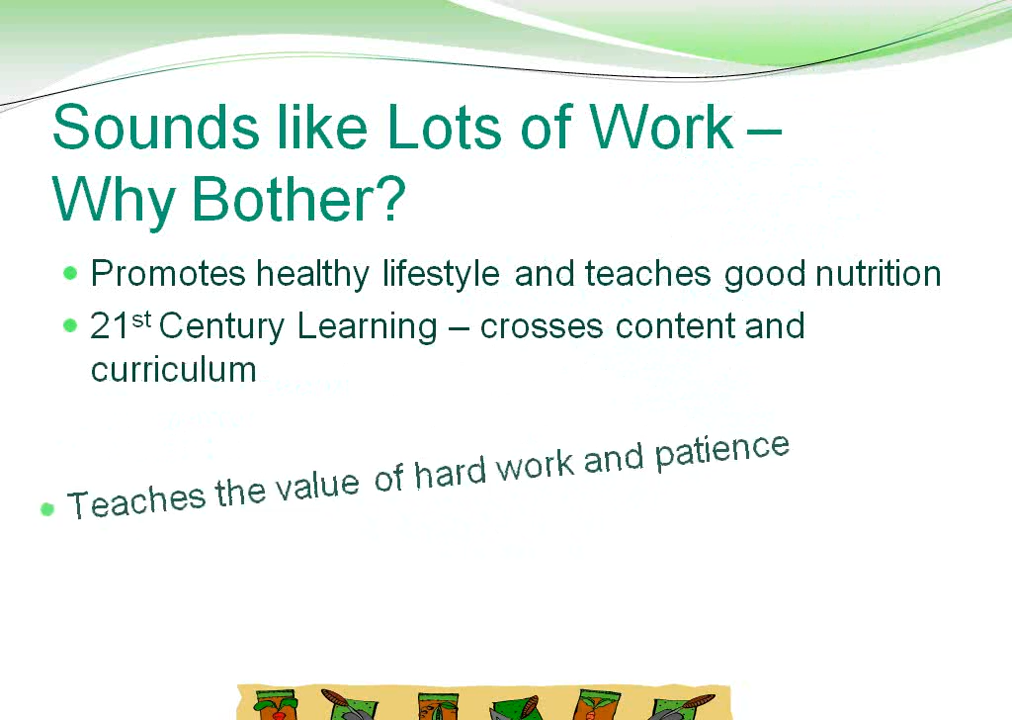 Sounds like Lots of Work –
Why Bother?
Promotes healthy lifestyle and teaches good nutrition
21st Century Learning – crosses content and
curriculum
Teaches the value of hard work and patience